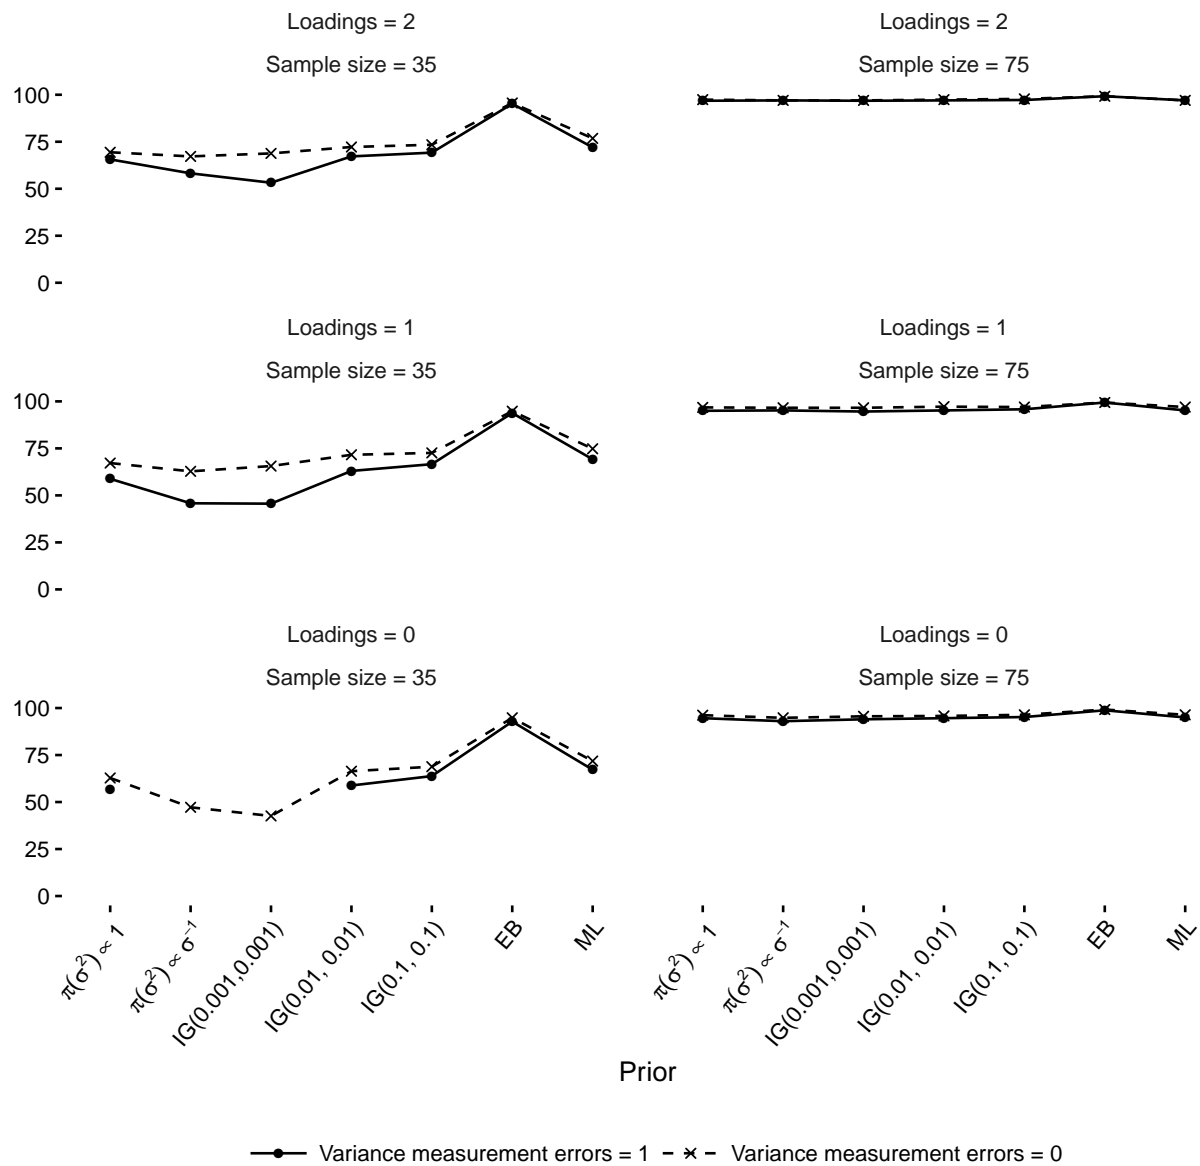 Loadings = 2
Sample size = 35
Loadings = 2
Sample size = 75
100
75
50
25
0
Loadings = 1
Sample size = 35
Loadings = 1
Sample size = 75
100
75
50
25
0
Loadings = 0
Sample size = 35
Loadings = 0
Sample size = 75
100
75
50
25
0
π(σ²) ∝ 1
π(σ²) ∝ σ⁻¹
IG(0.001,0.001)
IG(0.01, 0.01)
IG(0.1, 0.1)
EB
ML
π(σ²) ∝ 1
π(σ²) ∝ σ⁻¹
IG(0.001,0.001)
IG(0.01, 0.01)
IG(0.1, 0.1)
EB
ML
Prior
Variance measurement errors = 1
Variance measurement errors = 0